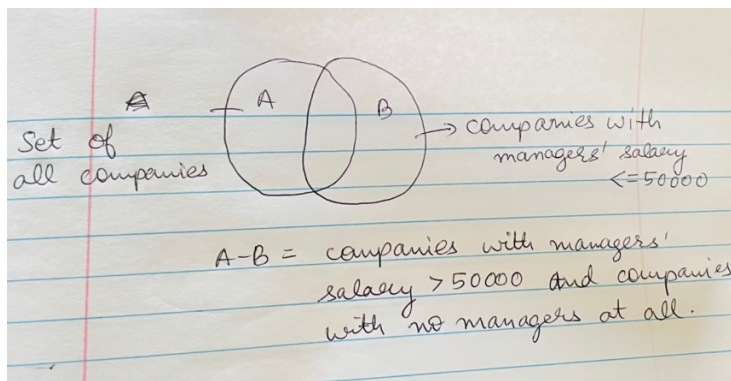 A
B
Set of
all companies
→ companies with
managers' salary
<=50000
A-B = companies with managers'
salary > 50000 and companies
with no managers at all.